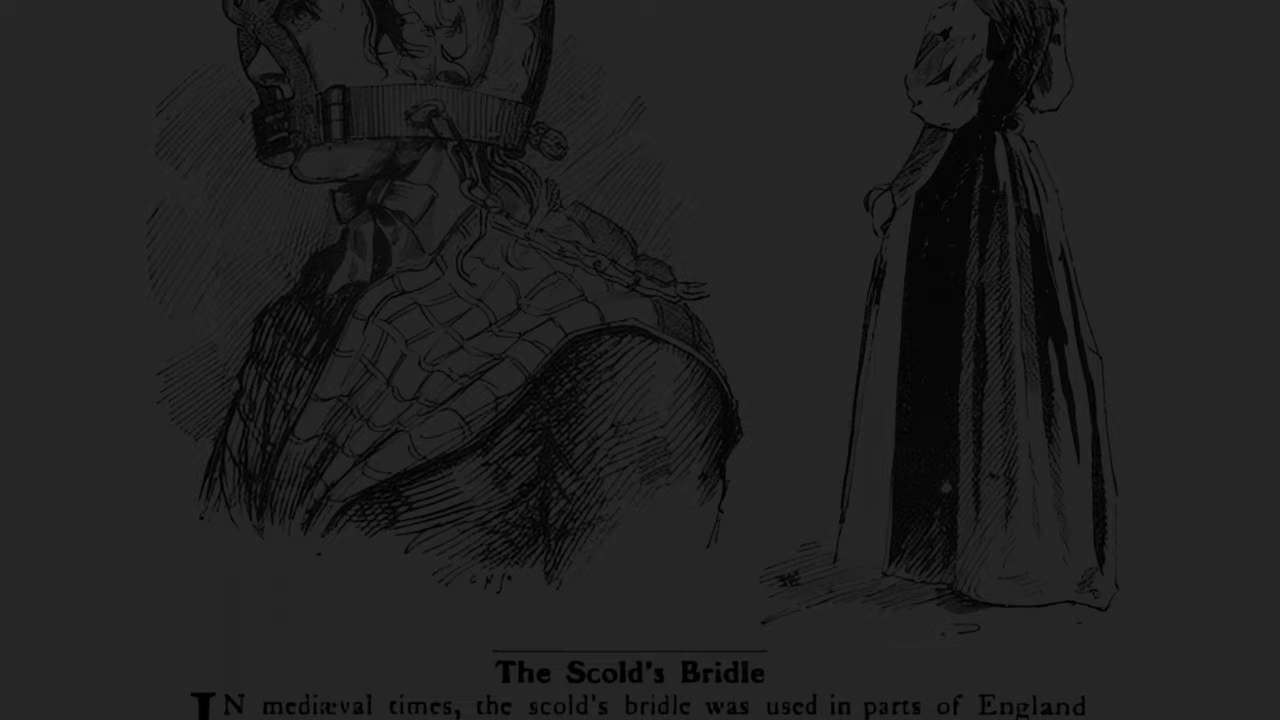 The Scold's Bridle
IN mediæval times, the scold's bridle was used in parts of England